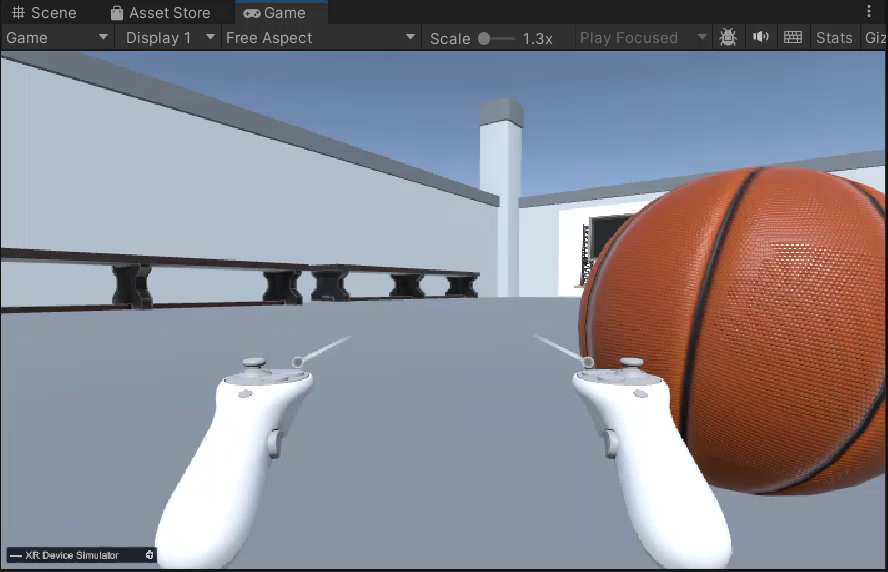 Scene Asset Store Game
Game Display 1 Free Aspect Scale 1.3x Play Focused Stats Giz
XR Device Simulator